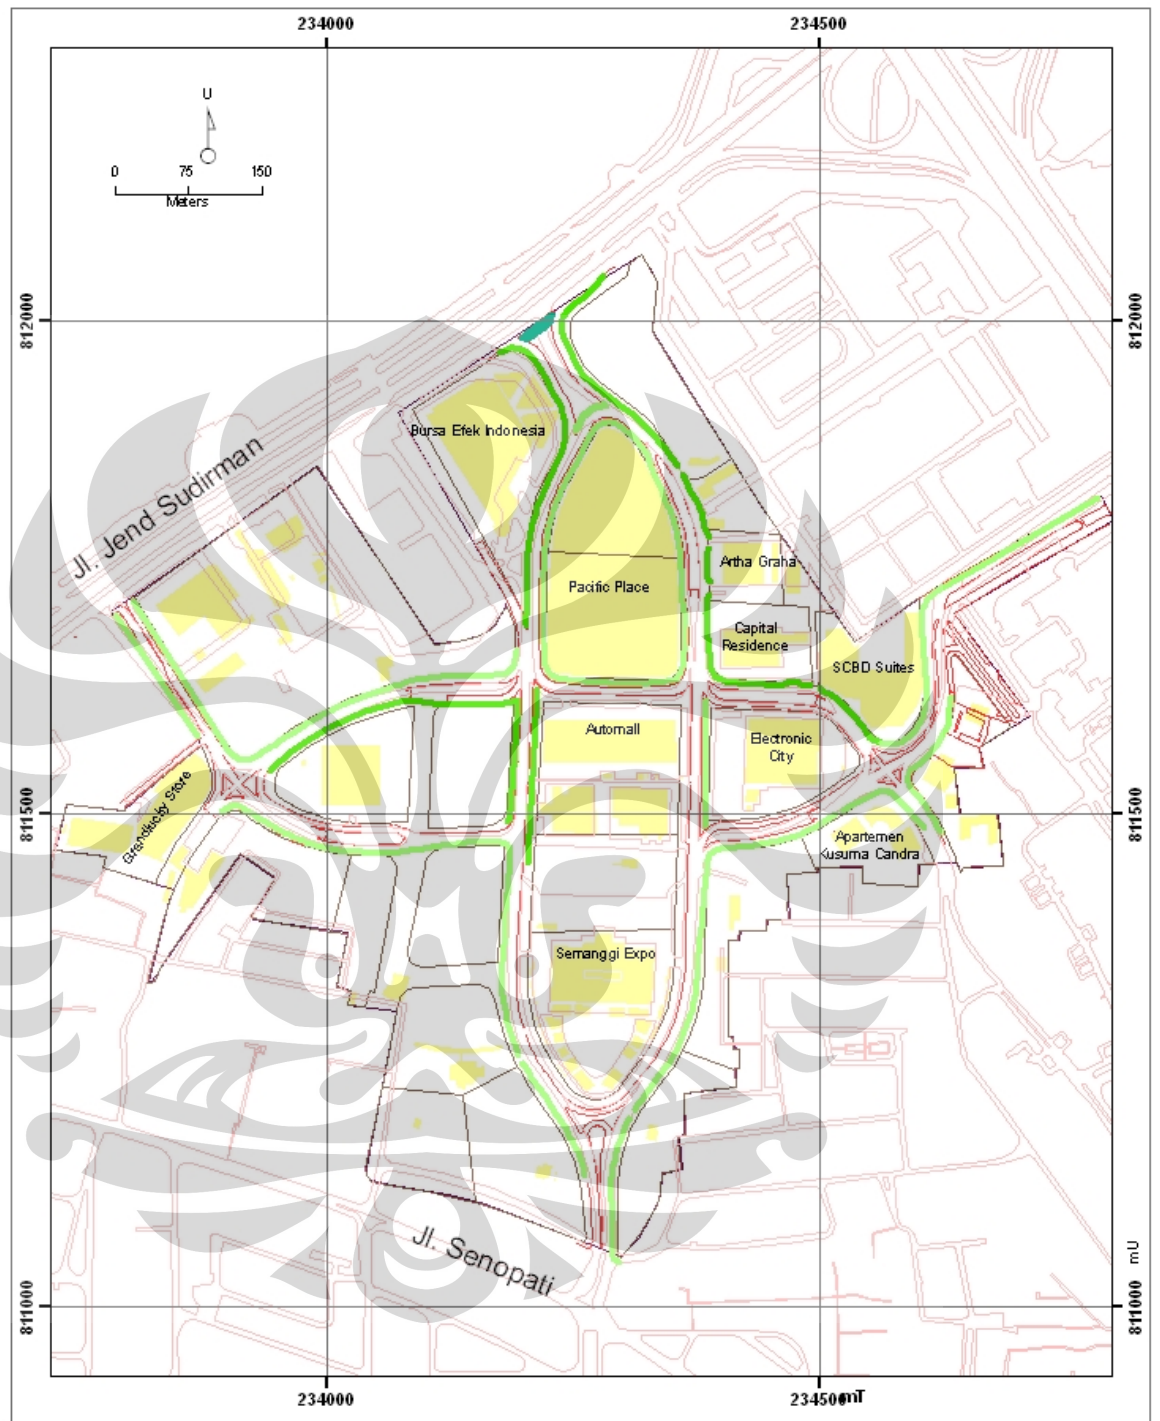 234000
234500
U
0
75
150
Meters
812000
812000
Jl. Jend Sudirman
Bursa Efek Indonesia
Artha Graha
Pacific Place
Capital
Residence
SCBD Suites
Automall
Electronic
City
811500
811500
Grandlucky Store
Apartemen
Kusuma Candra
Semanggi Expo
Jl. Senopati
mU
811000
811000
234000
234500
mT